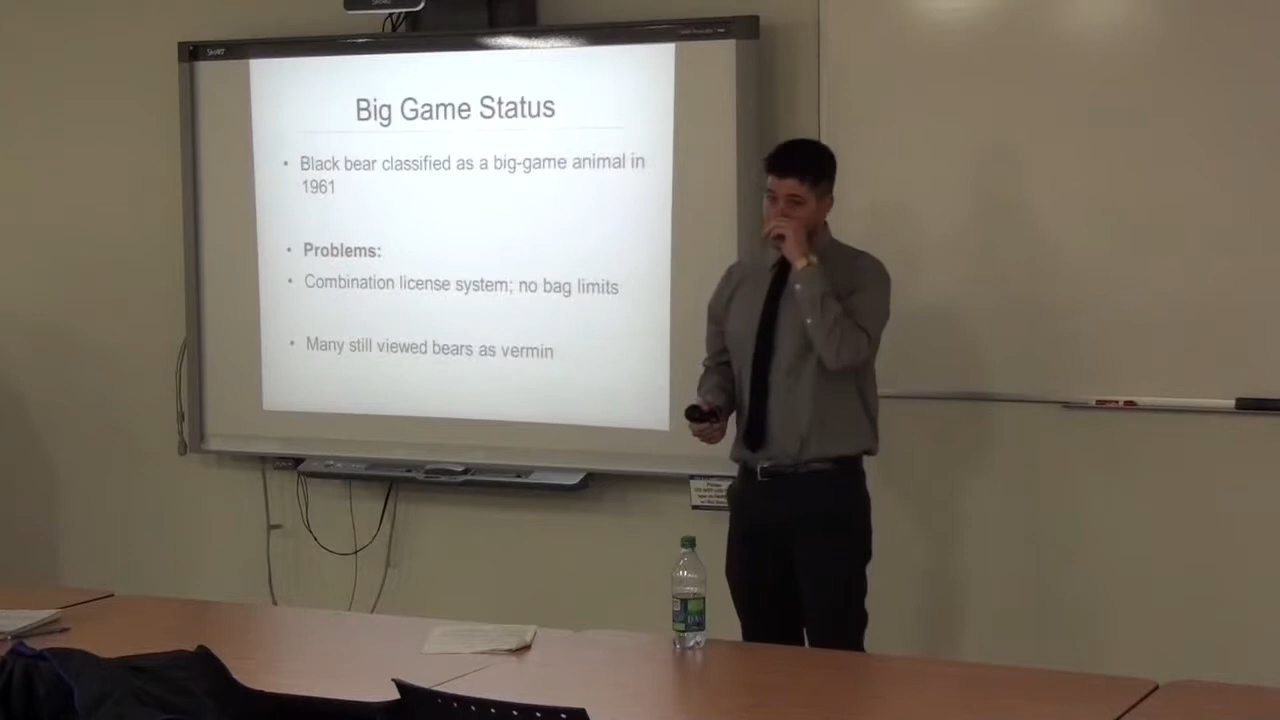 SMART
Big Game Status
• Black bear classified as a big-game animal in
1961
• Problems:
• Combination license system; no bag limits
• Many still viewed bears as vermin